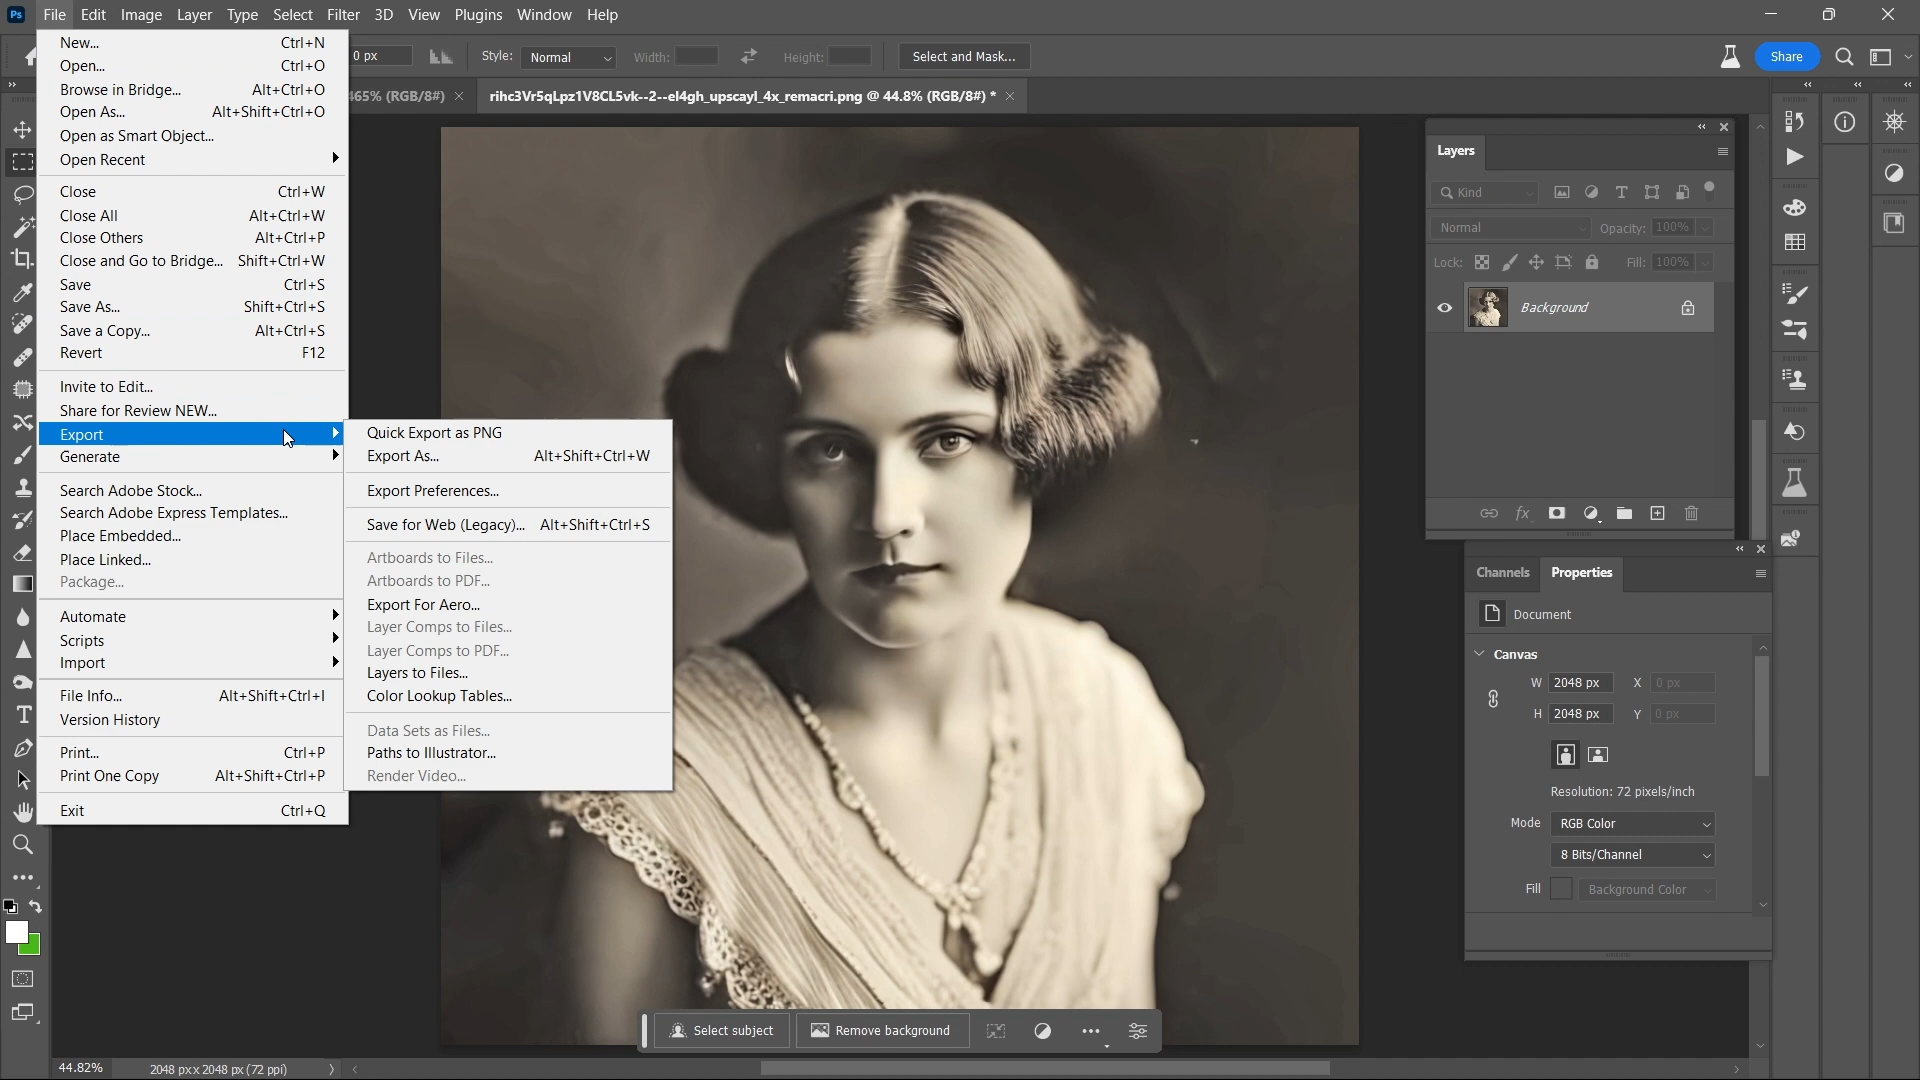 Ps File Edit Image Layer Type Select Filter 3D View Plugins Window Help
0 px Style: Normal Width: Height: Select and Mask... Share
465% (RGB/8#) rihc3Vr5qLpz1V8CL5vk--2--el4gh_upscayl_4x_remacri.png @ 44.8% (RGB/8#) *
New... Ctrl+N
Open... Ctrl+O
Browse in Bridge... Alt+Ctrl+O
Open As... Alt+Shift+Ctrl+O
Open as Smart Object...
Open Recent
Close Ctrl+W
Close All Alt+Ctrl+W
Close Others Alt+Ctrl+P
Close and Go to Bridge... Shift+Ctrl+W
Save Ctrl+S
Save As... Shift+Ctrl+S
Save a Copy... Alt+Ctrl+S
Revert F12
Invite to Edit...
Share for Review NEW...
Export
Generate
Search Adobe Stock...
Search Adobe Express Templates...
Place Embedded...
Place Linked...
Package...
Automate
Scripts
Import
File Info... Alt+Shift+Ctrl+I
Version History
Print... Ctrl+P
Print One Copy Alt+Shift+Ctrl+P
Exit Ctrl+Q
Quick Export as PNG
Export As... Alt+Shift+Ctrl+W
Export Preferences...
Save for Web (Legacy)... Alt+Shift+Ctrl+S
Artboards to Files...
Artboards to PDF...
Export For Aero...
Layer Comps to Files...
Layer Comps to PDF...
Layers to Files...
Color Lookup Tables...
Data Sets as Files...
Paths to Illustrator...
Render Video...
Layers
Kind
Normal Opacity: 100%
Lock: Fill: 100%
Background
fx
Channels Properties
Document
Canvas
W 2048 px X 0 px
H 2048 px Y 0 px
Resolution: 72 pixels/inch
Mode RGB Color
8 Bits/Channel
Fill Background Color
Select subject Remove background
44.82% 2048 px x 2048 px (72 ppi)